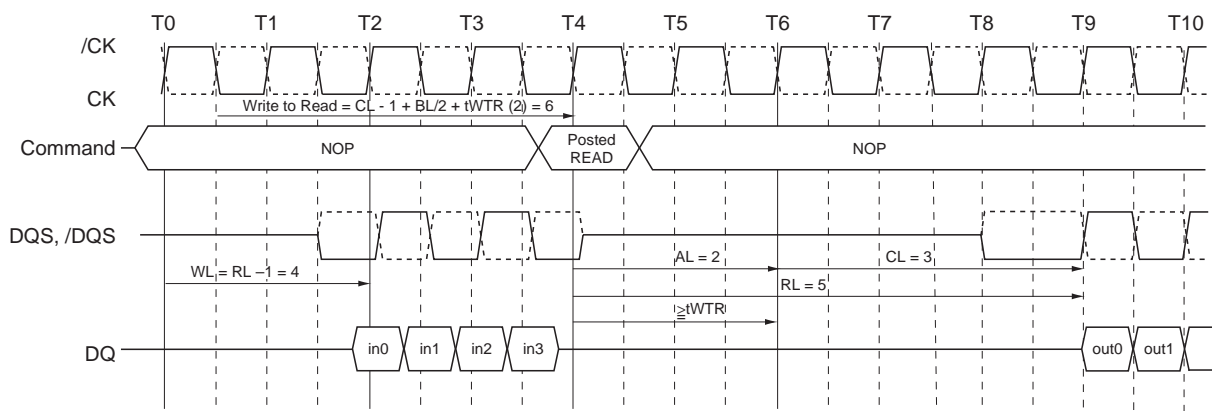 T0 T1 T2 T3 T4 T5 T6 T7 T8 T9 T10
/CK
CK
Write to Read = CL - 1 + BL/2 + tWTR (2) = 6
Command
NOP
Posted
READ
NOP
DQS, /DQS
AL = 2
CL = 3
WL = RL –1 = 4
RL = 5
≧tWTR
DQ
in0 in1 in2 in3
out0 out1